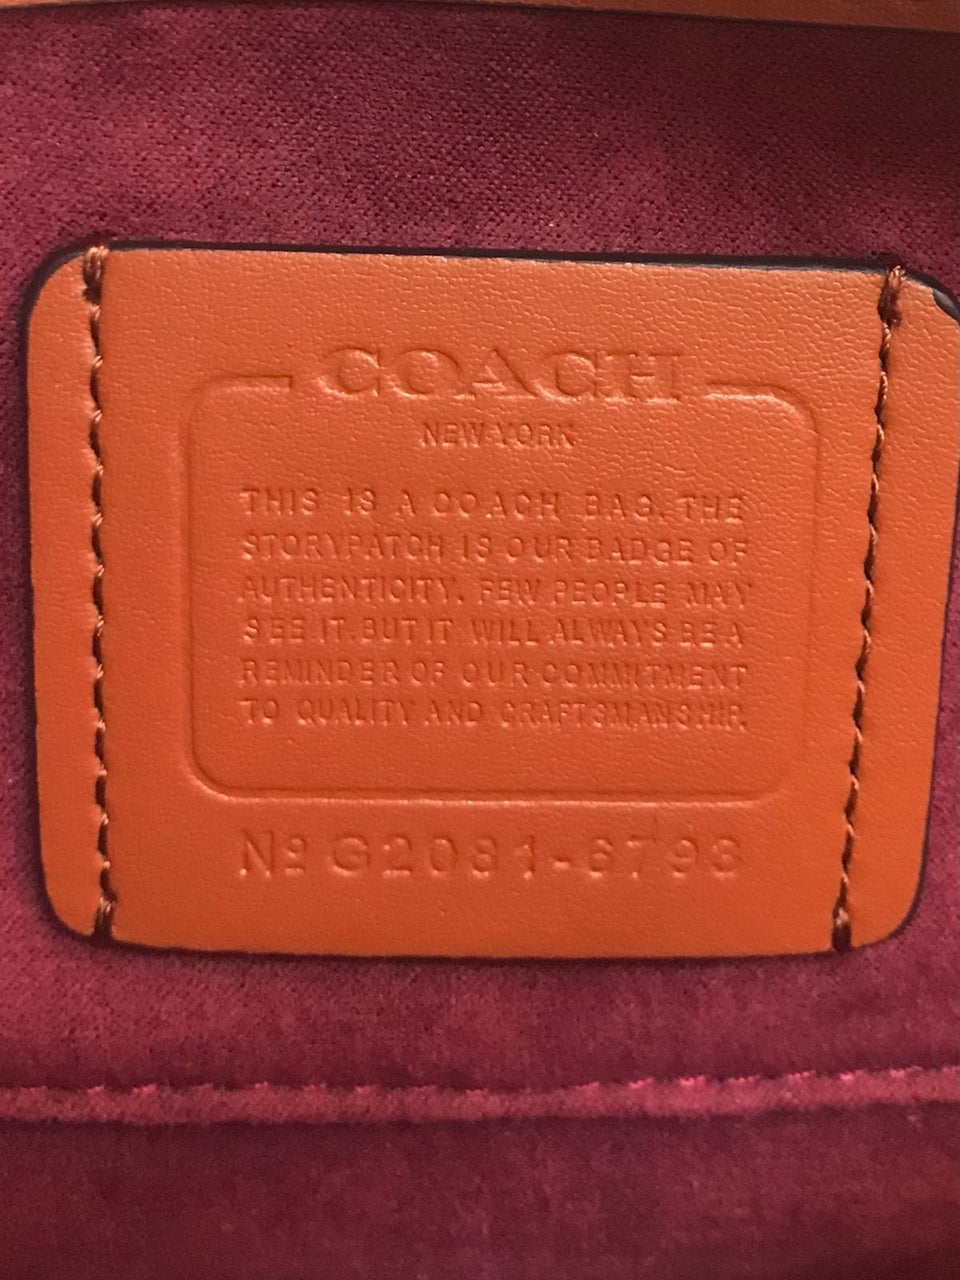 COACH
NEW YORK
THIS IS A COACH BAG. THE
STORYPATCH IS OUR BADGE OF
AUTHENTICITY. FEW PEOPLE MAY
SEE IT. BUT IT WILL ALWAYS BE A
REMINDER OF OUR COMMITMENT
TO QUALITY AND CRAFTSMANSHIP.
Nº G2081-6793